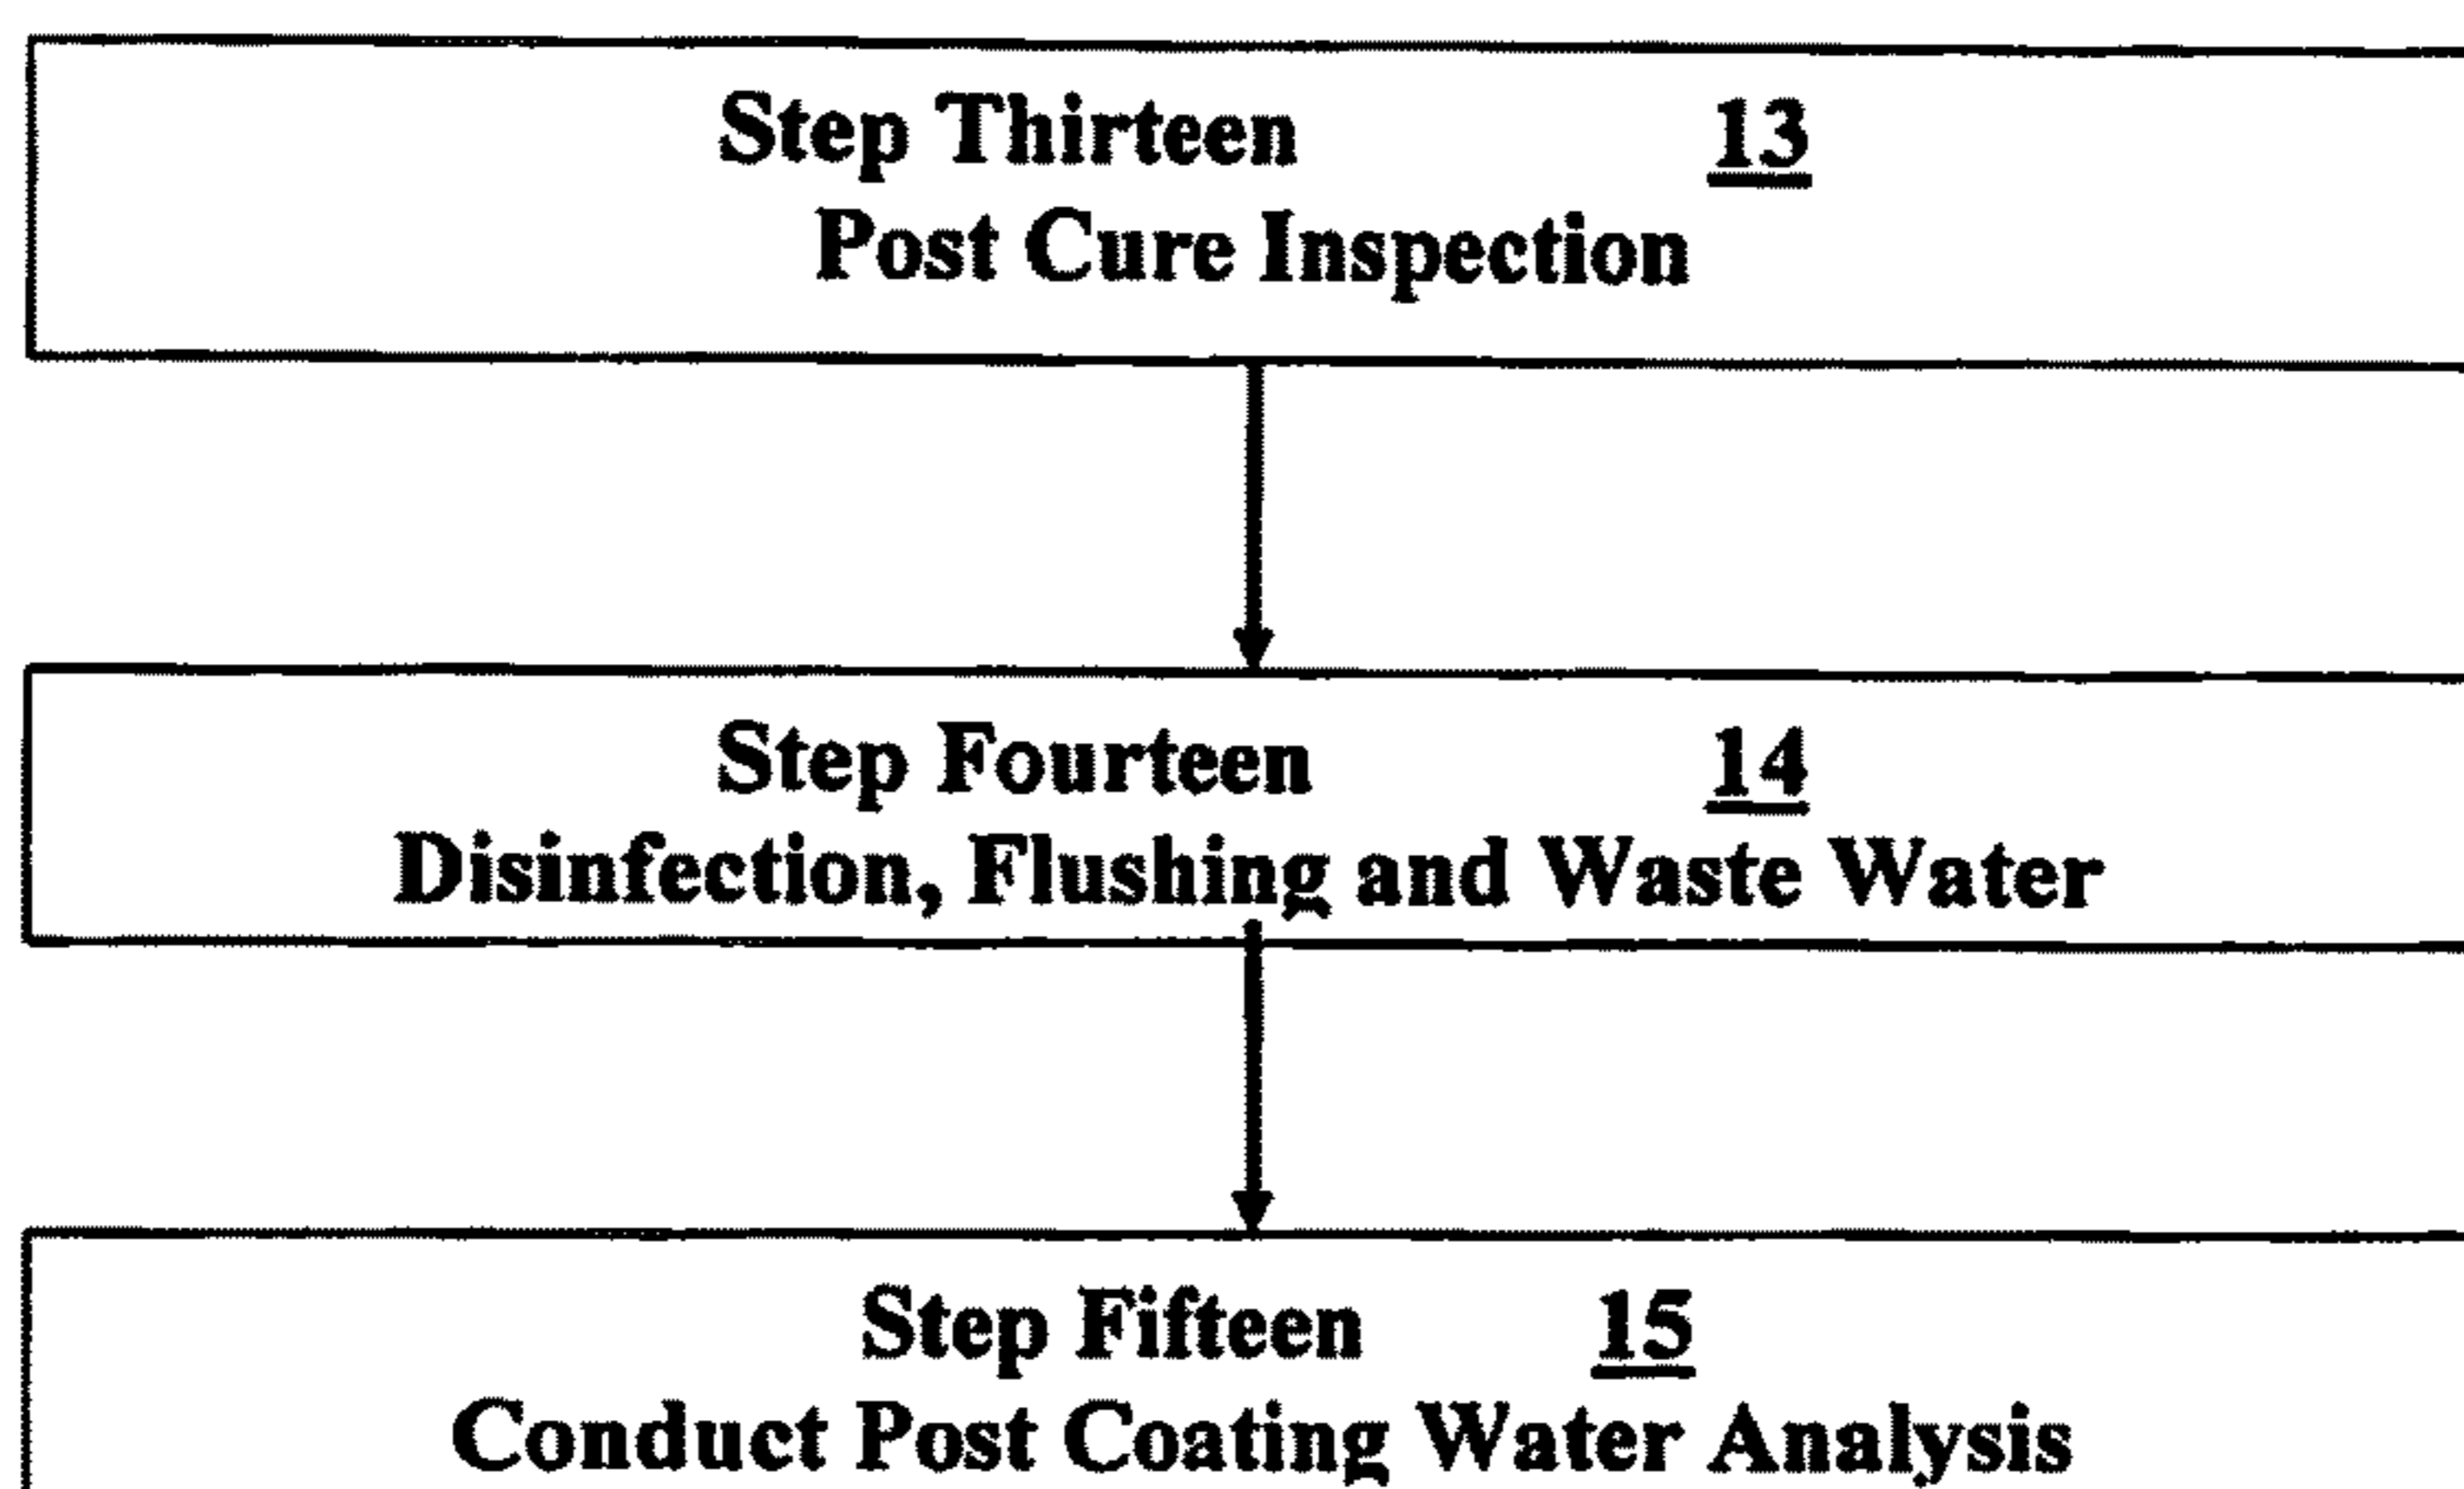 Step Thirteen 13
Post Cure Inspection
Step Fourteen 14
Disinfection, Flushing and Waste Water
Step Fifteen 15
Conduct Post Coating Water Analysis